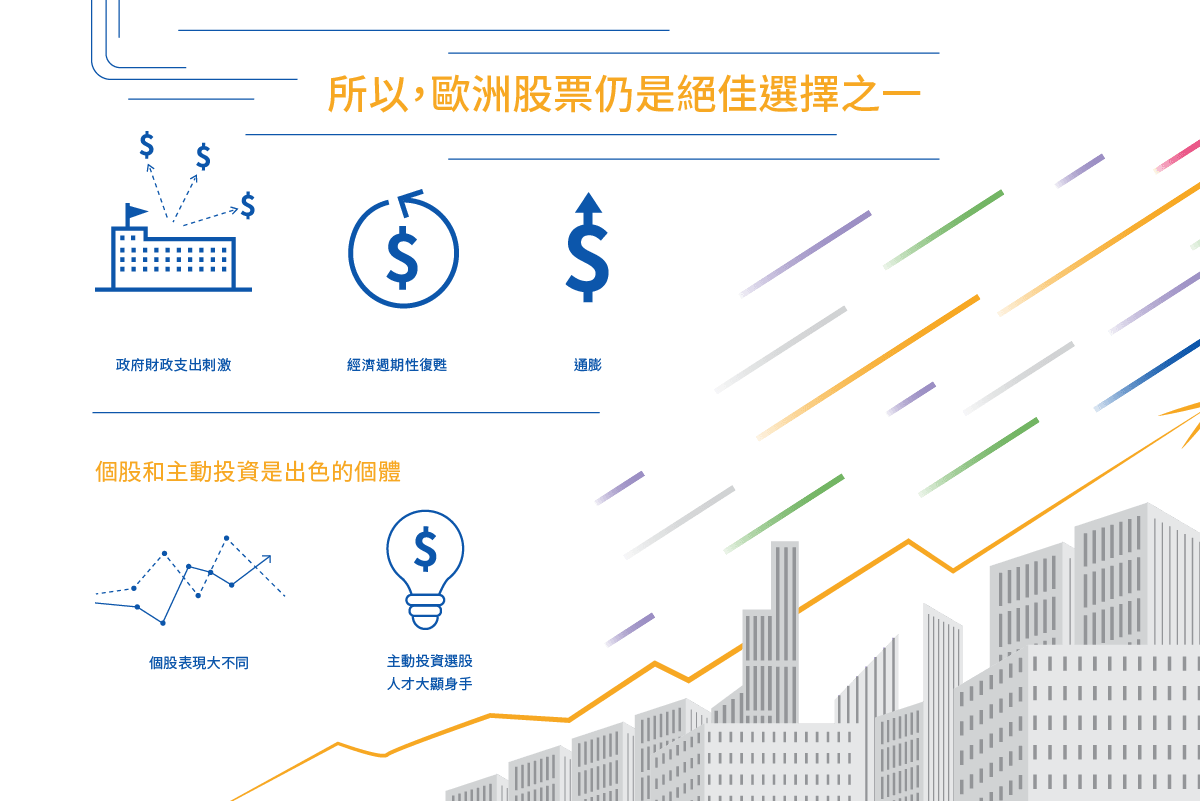 所以，歐洲股票仍是絕佳選擇之一
$
$
$
$
$
政府財政支出刺激
經濟週期性復甦
通膨
個股和主動投資是出色的個體
$
個股表現大不同
主動投資選股
人才大顯身手